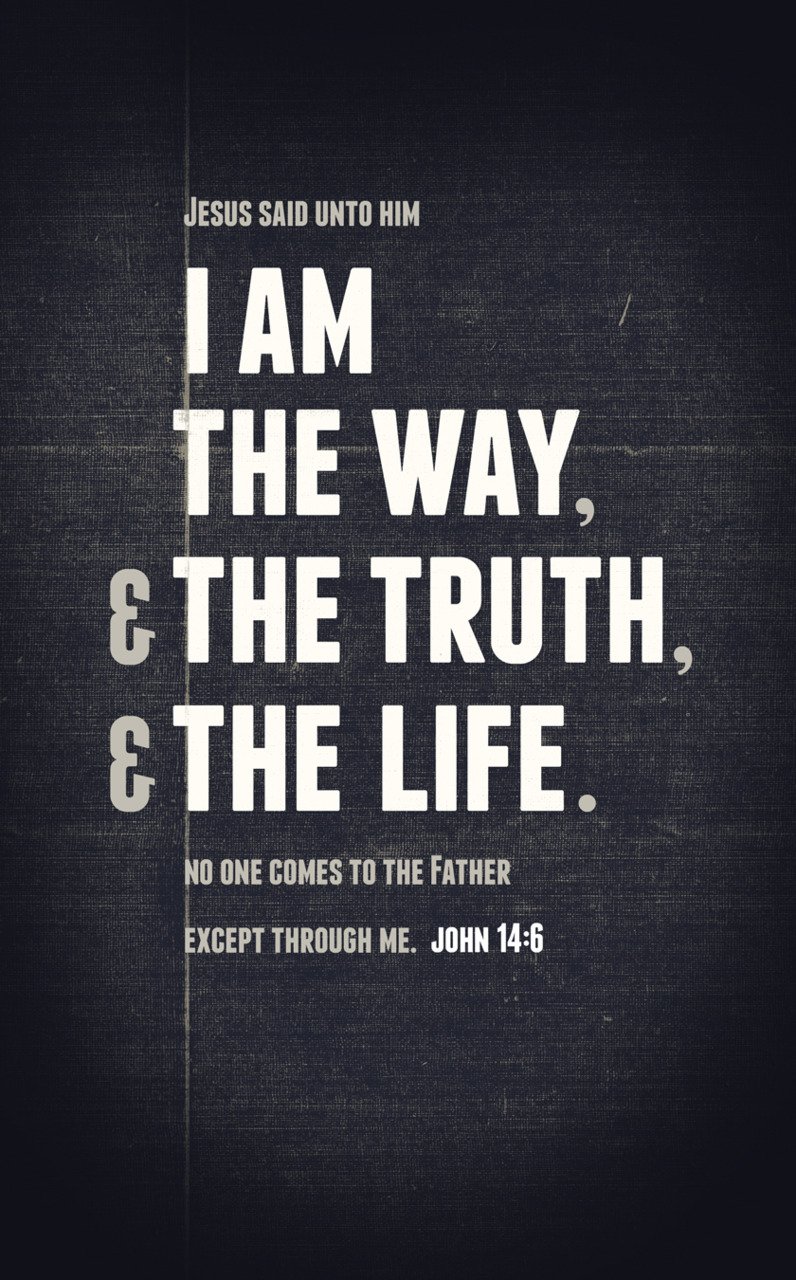 Jesus said unto him
I AM
THE WAY,
& THE TRUTH,
& THE LIFE.
no one comes to the Father
except through me. JOHN 14:6